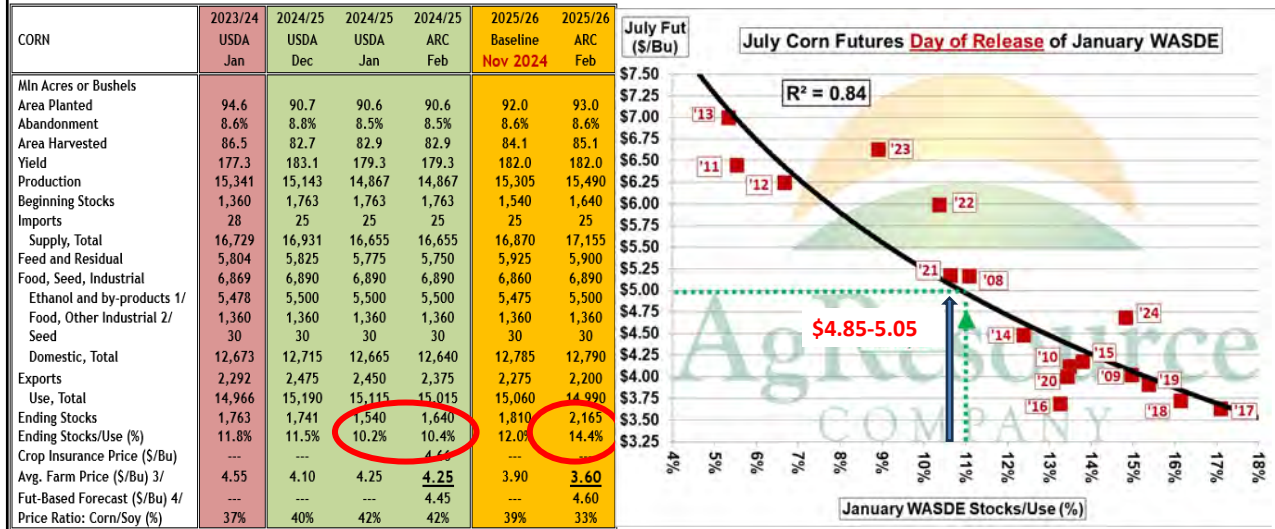 2023/24 2024/25 2024/25 2024/25 2025/26 2025/26
CORN USDA USDA USDA ARC Baseline ARC
Jan Dec Jan Feb Nov 2024 Feb
Mln Acres or Bushels
Area Planted 94.6 90.7 90.6 90.6 92.0 93.0
Abandonment 8.6% 8.8% 8.5% 8.5% 8.6% 8.6%
Area Harvested 86.5 82.7 82.9 82.9 84.1 85.1
Yield 177.3 183.1 179.3 179.3 182.0 182.0
Production 15,341 15,143 14,867 14,867 15,305 15,490
Beginning Stocks 1,360 1,763 1,763 1,763 1,540 1,640
Imports 28 25 25 25 25 25
Supply, Total 16,729 16,931 16,655 16,655 16,870 17,155
Feed and Residual 5,804 5,825 5,775 5,750 5,925 5,900
Food, Seed, Industrial 6,869 6,890 6,890 6,890 6,860 6,890
Ethanol and by-products 1/ 5,478 5,500 5,500 5,500 5,475 5,500
Food, Other Industrial 2/ 1,360 1,360 1,360 1,360 1,360 1,360
Seed 30 30 30 30 30 30
Domestic, Total 12,673 12,715 12,665 12,640 12,785 12,790
Exports 2,292 2,475 2,450 2,375 2,275 2,200
Use, Total 14,966 15,190 15,115 15,015 15,060 14,990
Ending Stocks 1,763 1,741 1,540 1,640 1,810 2,165
Ending Stocks/Use (%) 11.8% 11.5% 10.2% 10.4% 12.0% 14.4%
Crop Insurance Price ($/Bu) --- --- ---
Avg. Farm Price ($/Bu) 3/ 4.55 4.10 4.25 4.25 3.90 3.60
Fut-Based Forecast ($/Bu) 4/ --- --- 4.45 --- 4.60
Price Ratio: Corn/Soy (%) 37% 40% 42% 42% 39% 33%
July Fut
($/Bu)
July Corn Futures Day of Release of January WASDE
R² = 0.84
$7.50
$7.25
$7.00
$6.75
$6.50
$6.25
$6.00
$5.75
$5.50
$5.25
$5.00
$4.75
$4.50
$4.25
$4.00
$3.75
$3.50
$3.25
'13
'11
'12
'23
'22
'21
'08
'24
'14
'15
'10
'20
'09
'19
'16
'18
'17
$4.85-5.05
AgResource
COMPANY
4% 5% 6% 7% 8% 9% 10% 11% 12% 13% 14% 15% 16% 17% 18%
January WASDE Stocks/Use (%)